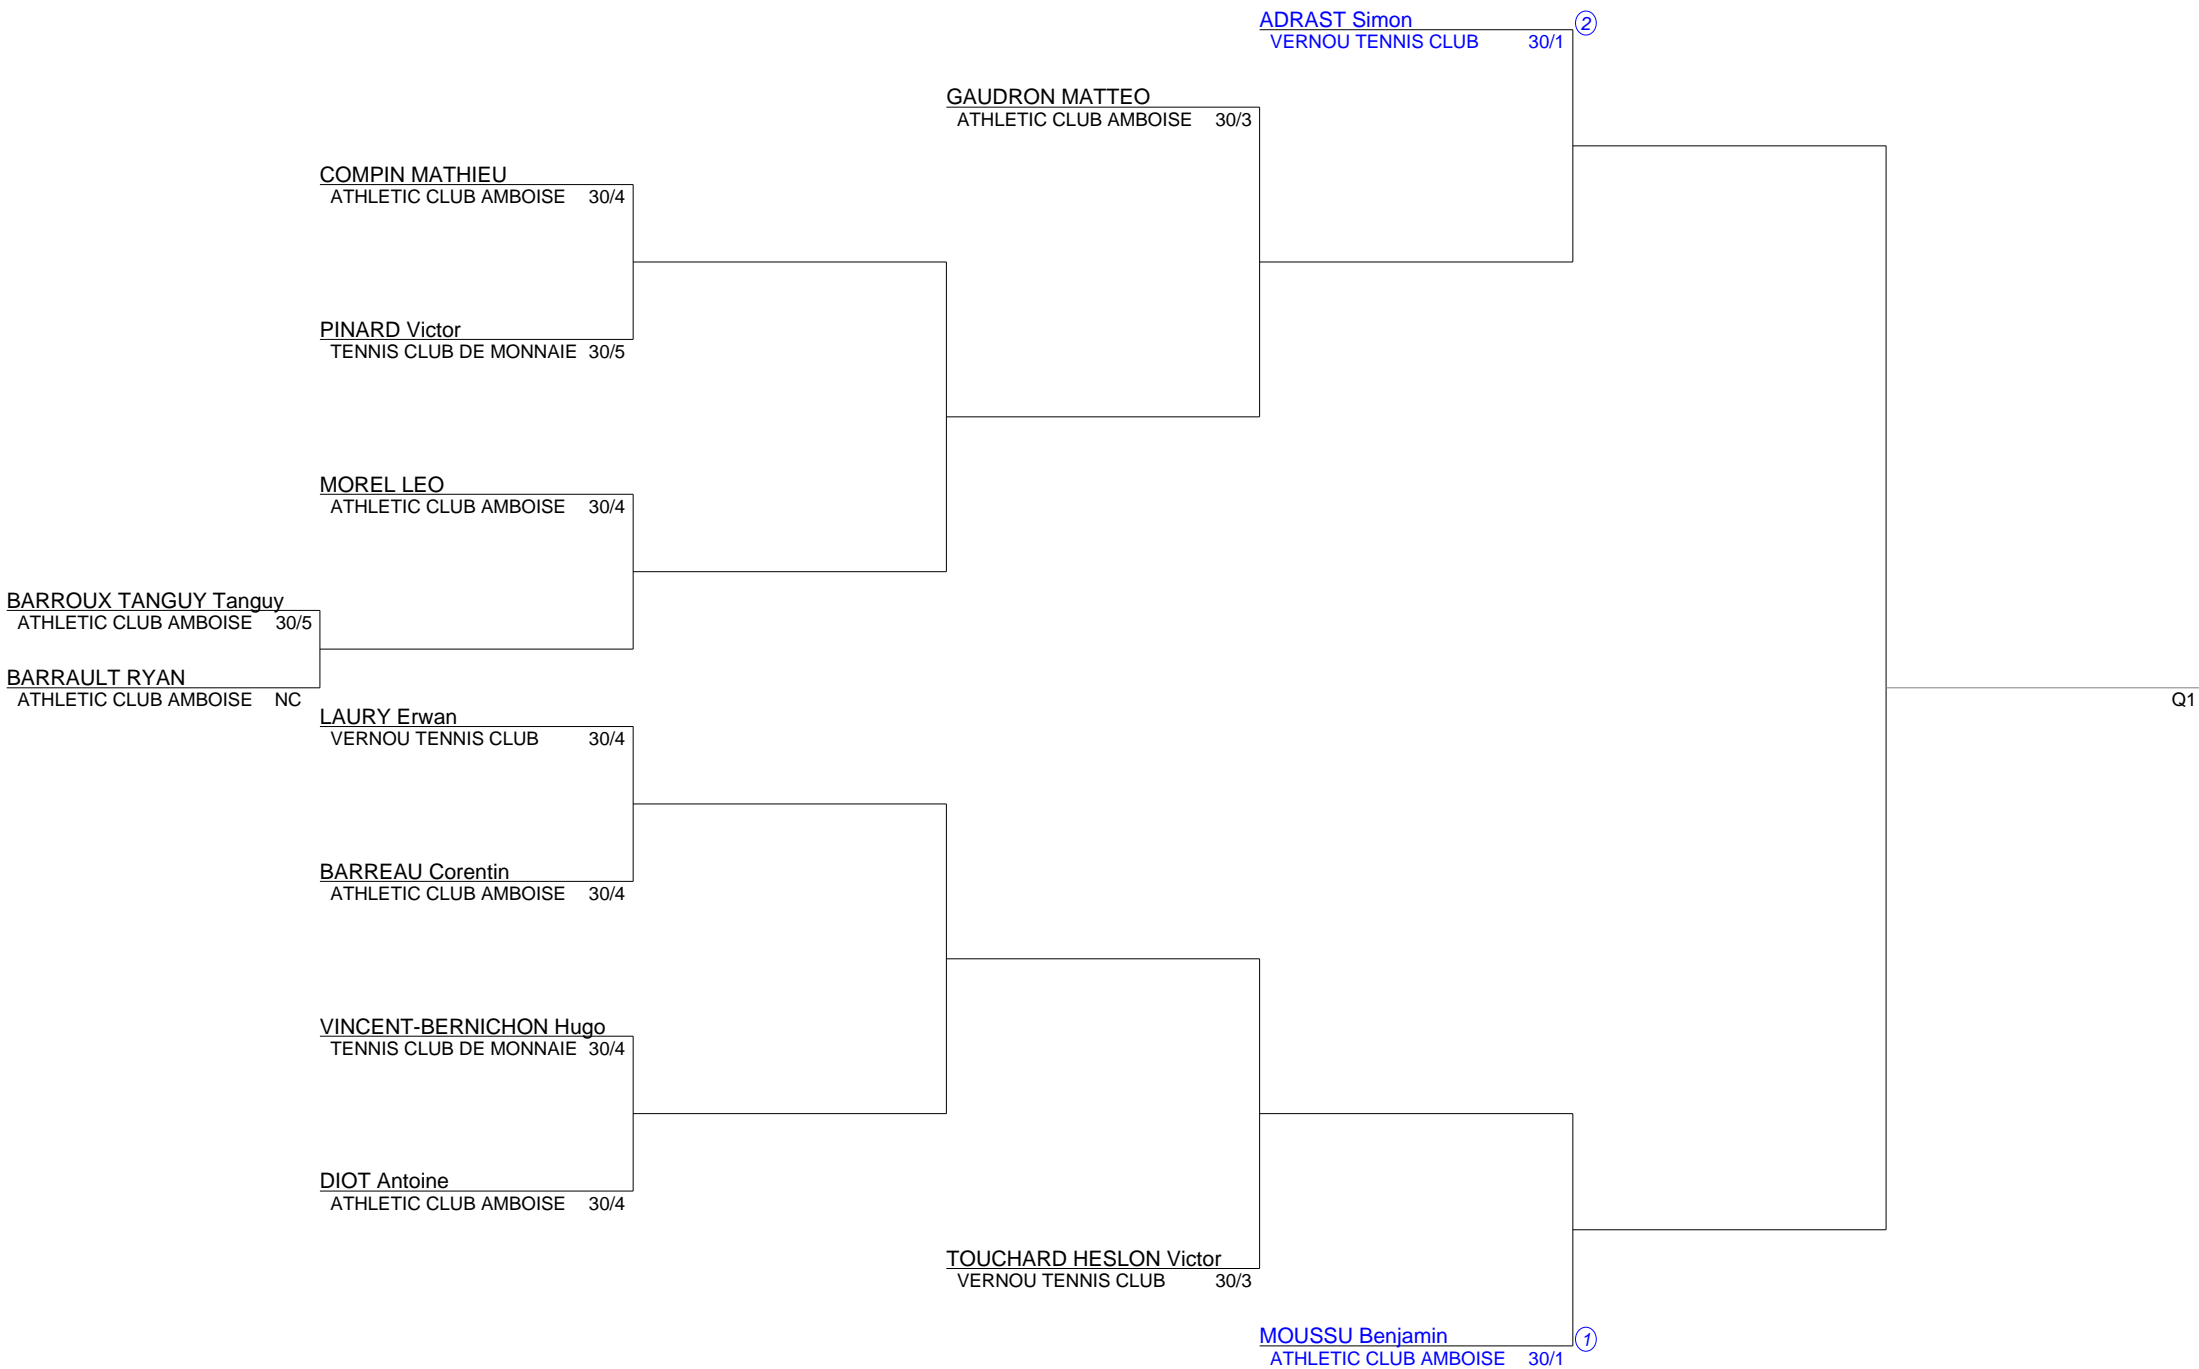 ADRAST Simon 2
VERNOU TENNIS CLUB 30/1
GAUDRON MATTEO
ATHLETIC CLUB AMBOISE 30/3
COMPIN MATHIEU
ATHLETIC CLUB AMBOISE 30/4
PINARD Victor
TENNIS CLUB DE MONNAIE 30/5
MOREL LEO
ATHLETIC CLUB AMBOISE 30/4
BARROUX TANGUY Tanguy
ATHLETIC CLUB AMBOISE 30/5
BARRAULT RYAN
ATHLETIC CLUB AMBOISE NC
Q1
LAURY Erwan
VERNOU TENNIS CLUB 30/4
BARREAU Corentin
ATHLETIC CLUB AMBOISE 30/4
VINCENT-BERNICHON Hugo
TENNIS CLUB DE MONNAIE 30/4
DIOT Antoine
ATHLETIC CLUB AMBOISE 30/4
TOUCHARD HESLON Victor
VERNOU TENNIS CLUB 30/3
MOUSSU Benjamin 1
ATHLETIC CLUB AMBOISE 30/1